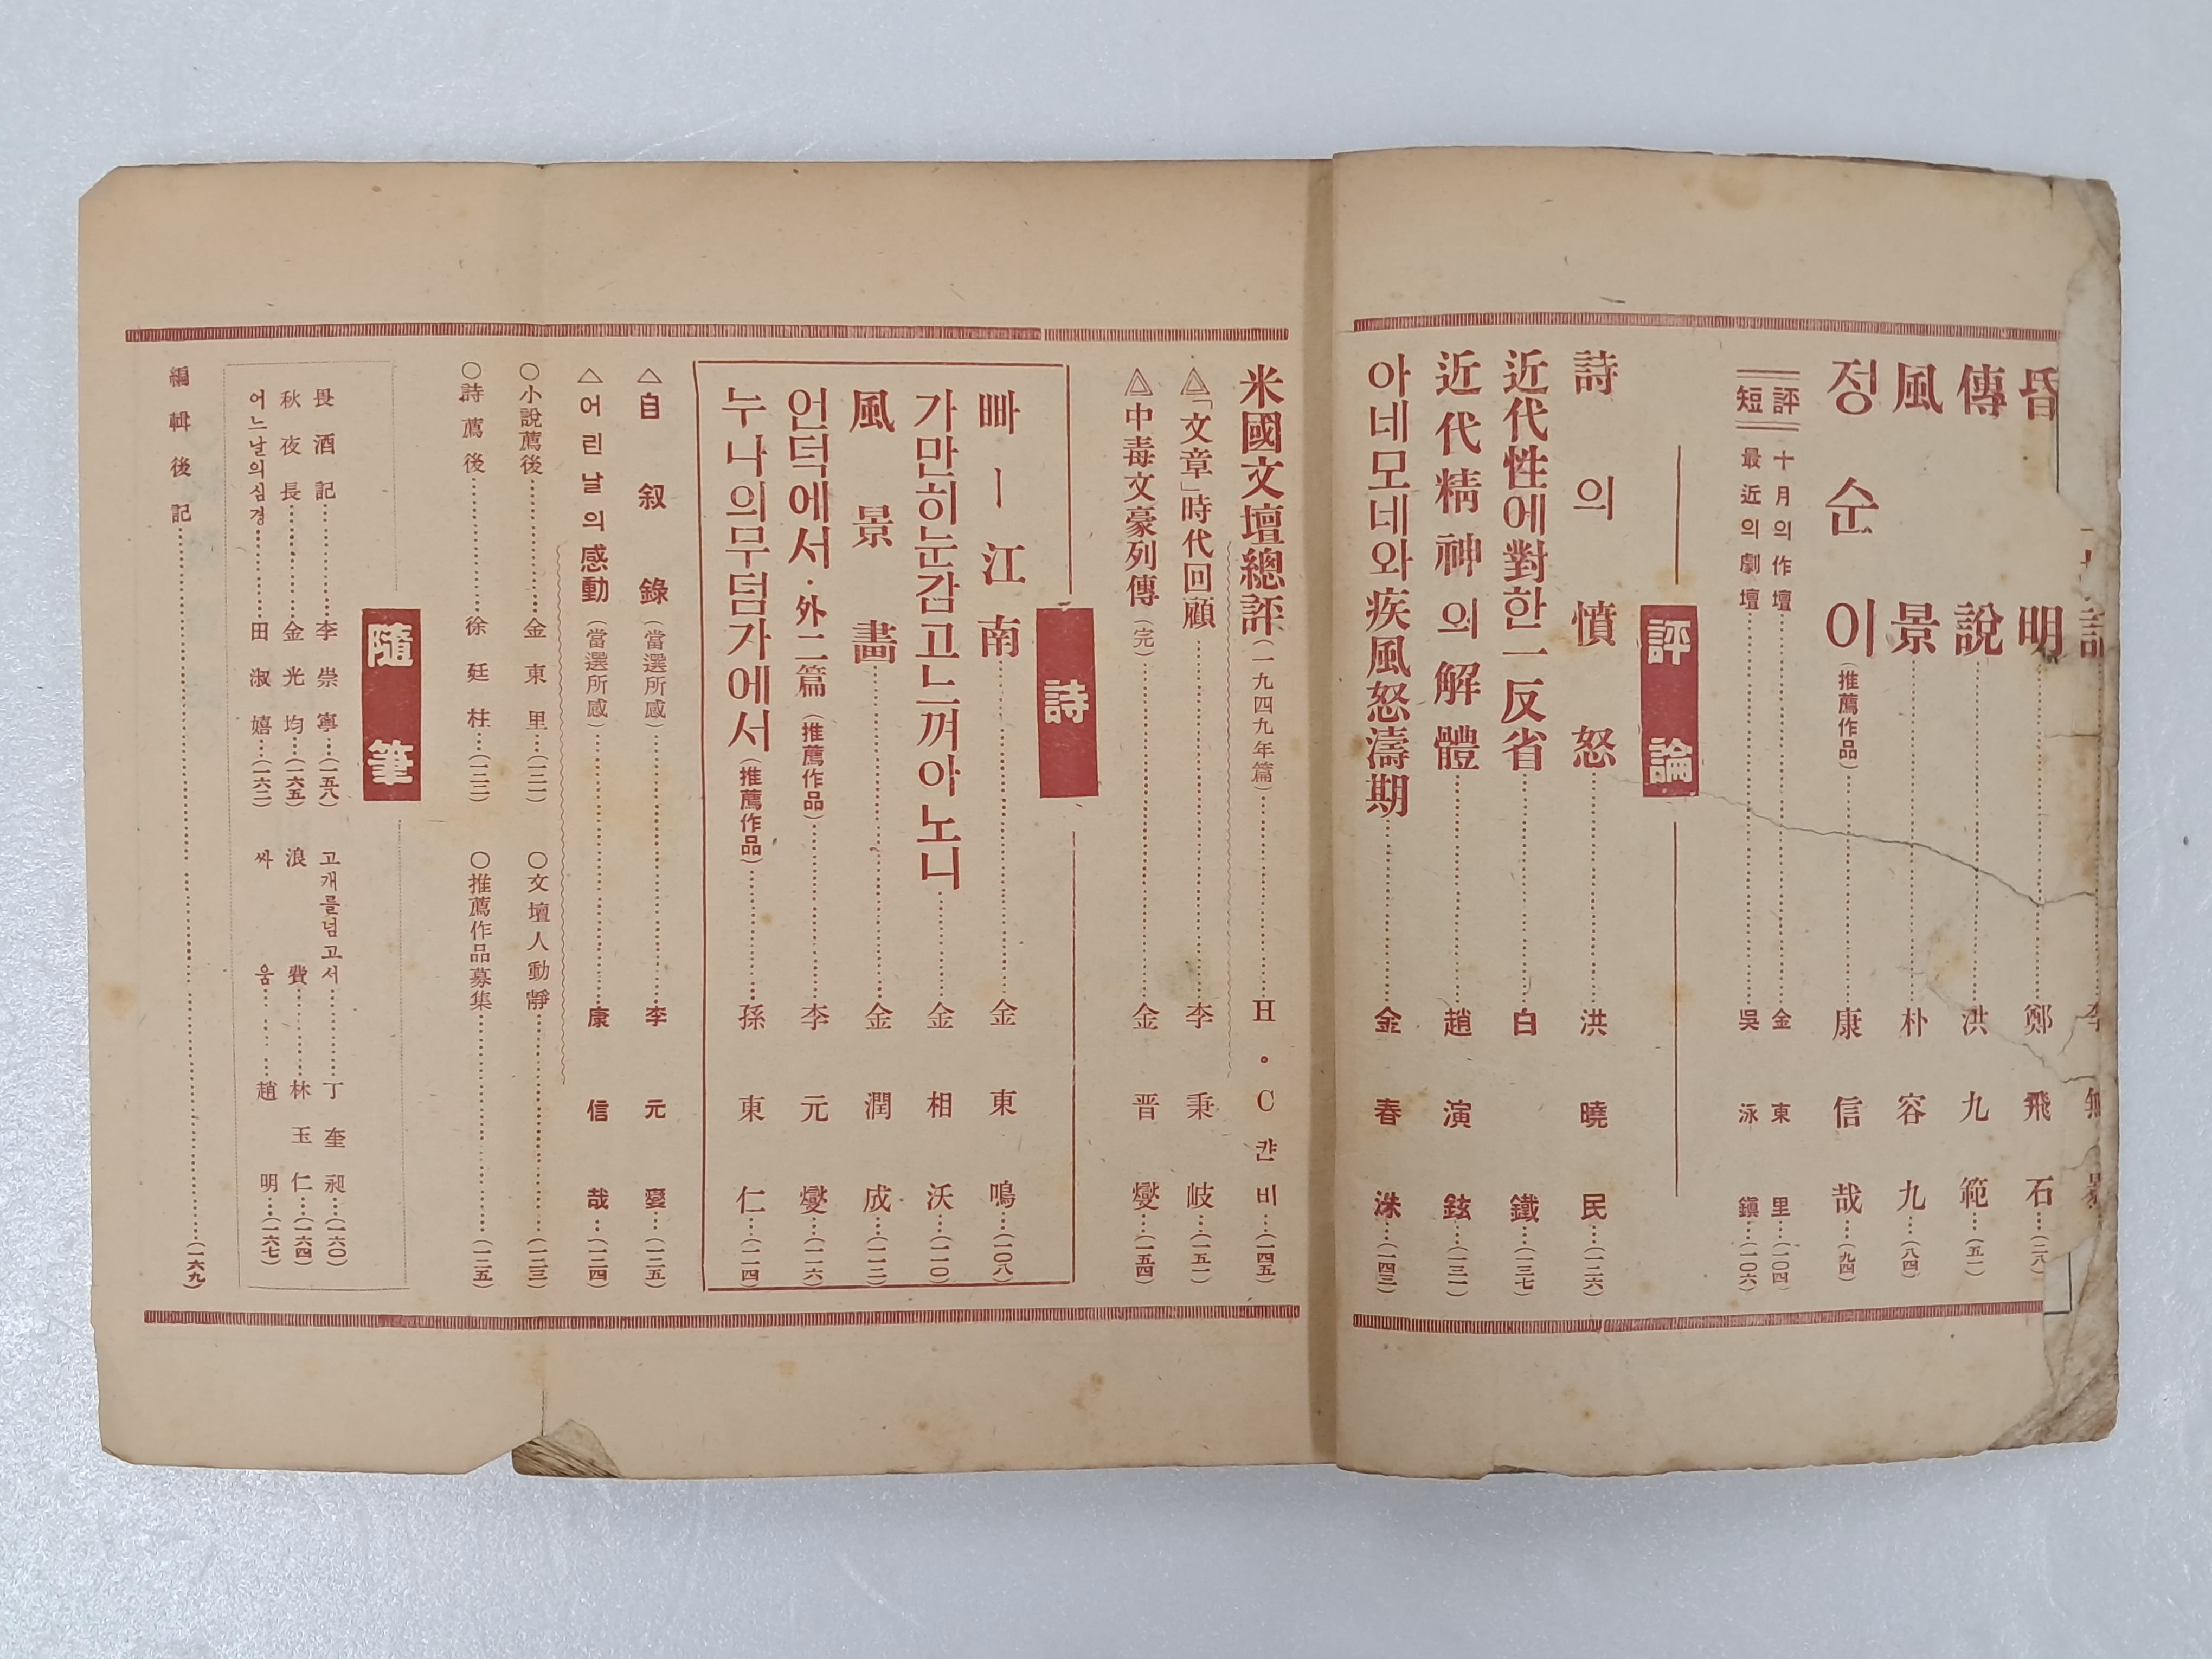 昏明……鄭飛石…(二八)
傳說……洪九範…(五一)
風景……朴容九…(八四)
정순이(推薦作品)……康信哉…(九四)
短評
十月의作壇……金東里…(一〇四)
最近의劇壇……吳泳鎭…(一〇六)
評論
詩의憤怒……洪曉民…(一二六)
近代性에對한一反省……白鐵…(一三七)
近代精神의解體……趙演鉉…(一三一)
아네모네와疾風怒濤期……金春洙…(一四三)
米國文壇總評(一九四九年篇)……H。C캰비…(一四五)
△「文章」時代回顧……李秉岐…(一五一)
△中毒文豪列傳(完)……金晋燮…(一五四)
詩
빠ー江南……金東鳴…(一〇八)
가만히눈감고느껴아노니……金相沃…(一一〇)
風景畵……金潤成…(一一二)
언덕에서·外二篇(推薦作品)……李元燮…(一一六)
누나의무덤가에서(推薦作品)……孫東仁…(一一四)
△自叙錄(當選所感)……李元燮…(一二五)
△어린날의感動(當選所感)……康信哉…(一二四)
○小說薦後……金東里…(一二一)
○文壇人動靜……(一二三)
○詩薦後……徐廷柱…(一二二)
○推薦作品募集……(一二五)
隨筆
畏酒記……李崇寧…(一五八)
고개를넘고서……丁奎昶…(一六〇)
秋夜長……金光均…(一六五)
浪費……林玉仁…(一六四)
어느날의심경……田淑嬉…(一六二)
싸움……趙明…(一六七)
編輯後記……(一六九)